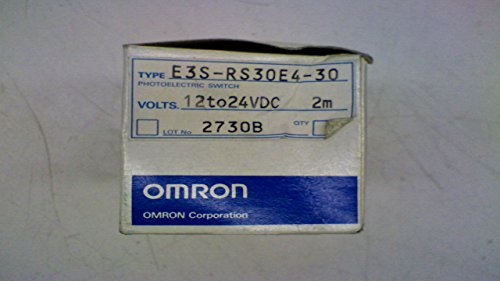 TYPE E3S-RS30E4-30
PHOTOELECTRIC SWITCH
VOLTS. 12to24VDC 2m
LOT No 2730B QTY
OMRON
OMRON Corporation